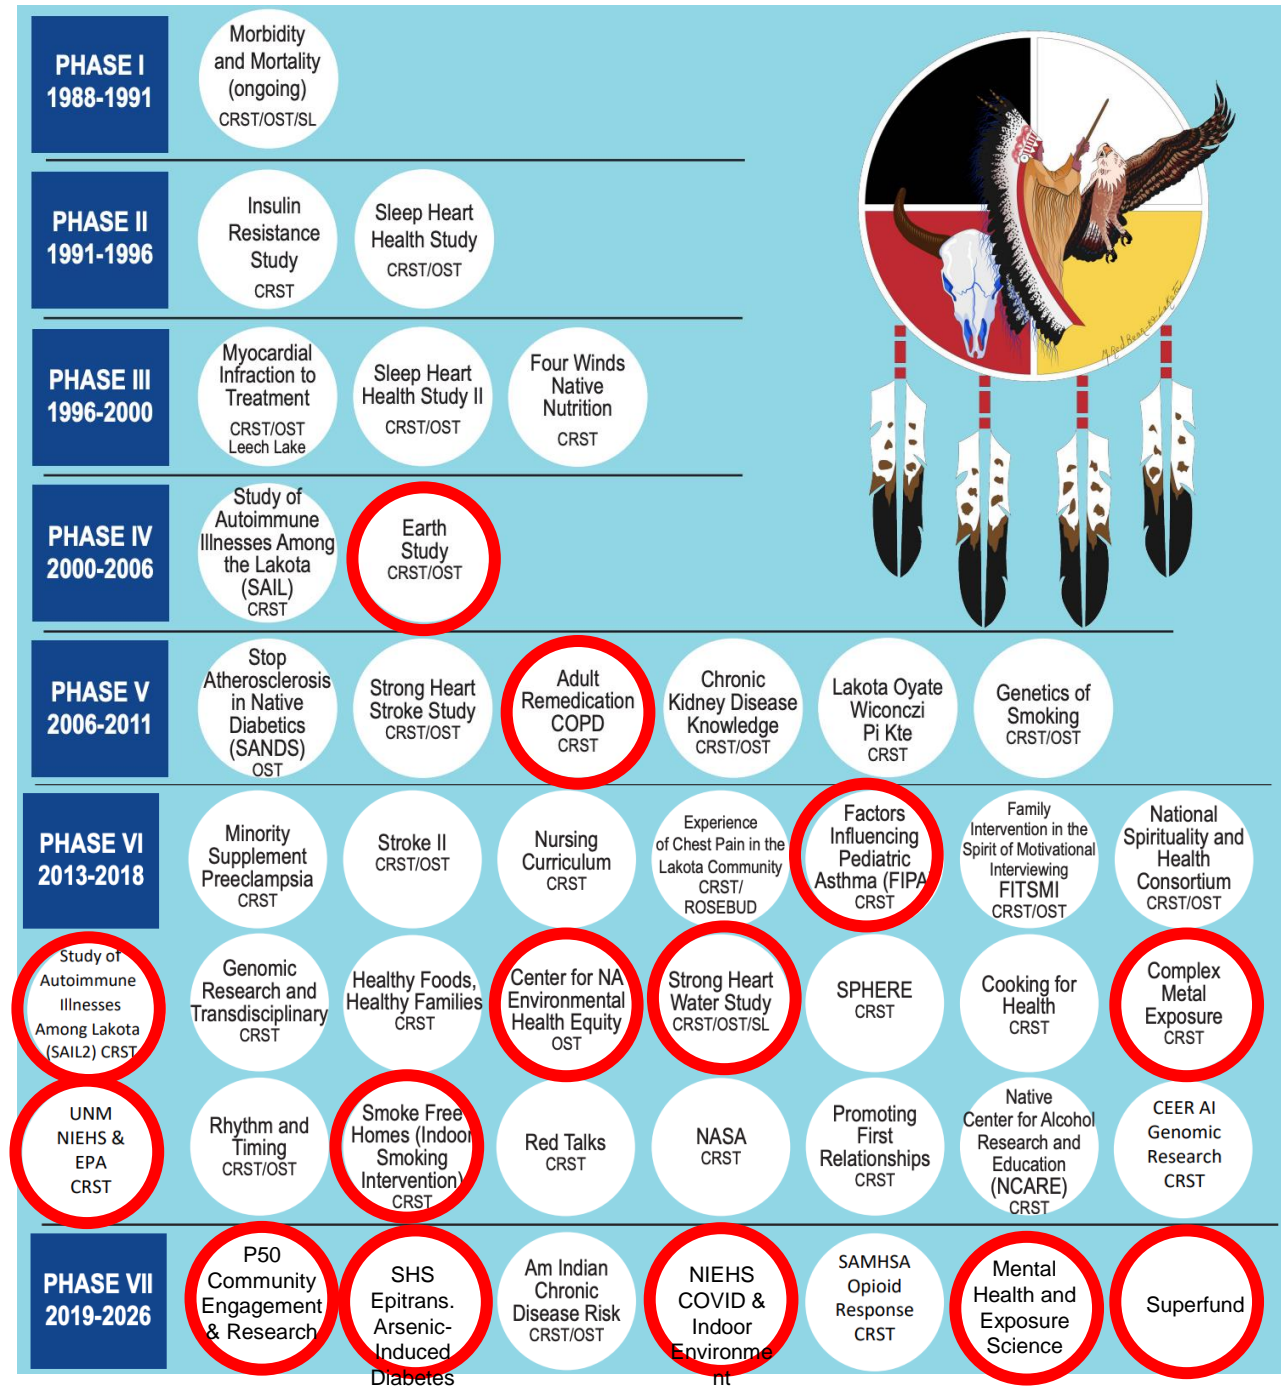 PHASE I
1988-1991
Morbidity
and Mortality
(ongoing)
CRST/OST/SL
PHASE II
1991-1996
Insulin
Resistance
Study
CRST
Sleep Heart
Health Study
CRST/OST
PHASE III
1996-2000
Myocardial
Infraction to
Treatment
CRST/OST
Leech Lake
Sleep Heart
Health Study II
CRST/OST
Four Winds
Native
Nutrition
CRST
PHASE IV
2000-2006
Study of
Autoimmune
Illnesses Among
the Lakota
(SAIL)
CRST
Earth
Study
CRST/OST
PHASE V
2006-2011
Stop
Atherosclerosis
in Native
Diabetics
(SANDS)
OST
Strong Heart
Stroke Study
CRST/OST
Adult
Remedication
COPD
CRST
Chronic
Kidney Disease
Knowledge
CRST/OST
Lakota Oyate
Wiconczi
Pi Kte
CRST
Genetics of
Smoking
CRST/OST
PHASE VI
2013-2018
Minority
Supplement
Preeclampsia
CRST
Stroke II
CRST/OST
Nursing
Curriculum
CRST
Experience
of Chest Pain in the
Lakota Community
CRST/
ROSEBUD
Factors
Influencing
Pediatric
Asthma (FIPA)
CRST
Family
Intervention in the
Spirit of Motivational
Interviewing
FITSMI
CRST/OST
National
Spirituality and
Health
Consortium
CRST/OST
Study of
Autoimmune
Illnesses
Among Lakota
(SAIL2) CRST
Genomic
Research and
Transdisciplinary
CRST
Healthy Foods,
Healthy Families
CRST
Center for NA
Environmental
Health Equity
OST
Strong Heart
Water Study
CRST/OST/SL
SPHERE
CRST
Cooking for
Health
CRST
Complex
Metal
Exposure
CRST
UNM
NIEHS &
EPA
CRST
Rhythm and
Timing
CRST/OST
Smoke Free
Homes (Indoor
Smoking
Intervention)
CRST
Red Talks
CRST
NASA
CRST
Promoting
First
Relationships
CRST
Native
Center for Alcohol
Research and
Education
(NCARE)
CRST
CEER AI
Genomic
Research
CRST
PHASE VII
2019-2026
P50
Community
Engagement
& Research
SHS
Epitrans.
Arsenic-
Induced
Diabetes
Am Indian
Chronic
Disease Risk
CRST/OST
NIEHS
COVID &
Indoor
Environme
nt
SAMHSA
Opioid
Response
CRST
Mental
Health and
Exposure
Science
Superfund